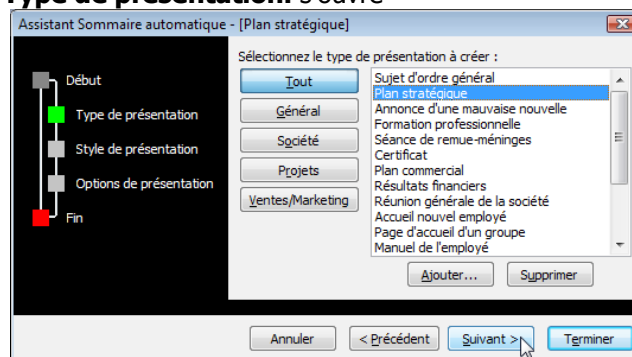 Type de présentation. s'ouvre
Assistant Sommaire automatique - [Plan stratégique]
Début
Type de présentation
Style de présentation
Options de présentation
Fin
Sélectionnez le type de présentation à créer :
Tout
Général
Société
Projets
Ventes/Marketing
Sujet d'ordre général
Plan stratégique
Annonce d'une mauvaise nouvelle
Formation professionnelle
Séance de remue-méninges
Certificat
Plan commercial
Résultats financiers
Réunion générale de la société
Accueil nouvel employé
Page d'accueil d'un groupe
Manuel de l'employé
Ajouter... Supprimer
Annuler < Précédent Suivant > Terminer